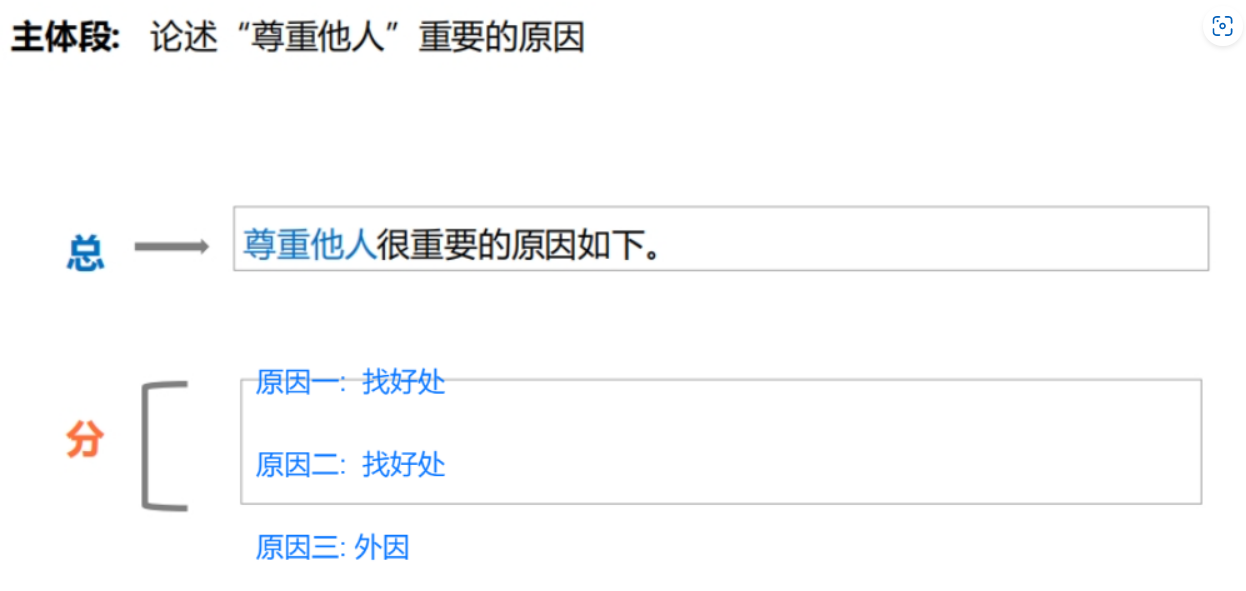 主体段: 论述“尊重他人”重要的原因
总
尊重他人很重要的原因如下。
分
原因一: 找好处
原因二: 找好处
原因三: 外因